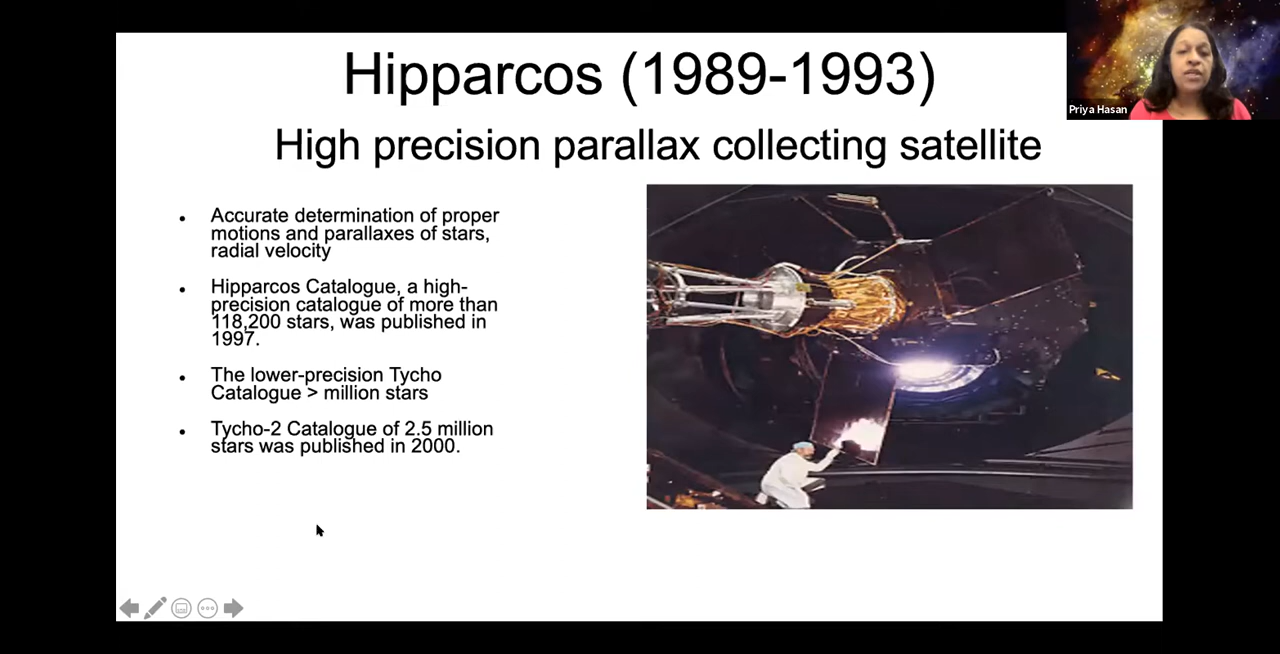 Hipparcos (1989-1993)
Priya Hasan
High precision parallax collecting satellite
Accurate determination of proper
motions and parallaxes of stars,
radial velocity
Hipparcos Catalogue, a high-
precision catalogue of more than
118,200 stars, was published in
1997.
The lower-precision Tycho
Catalogue > million stars
Tycho-2 Catalogue of 2.5 million
stars was published in 2000.